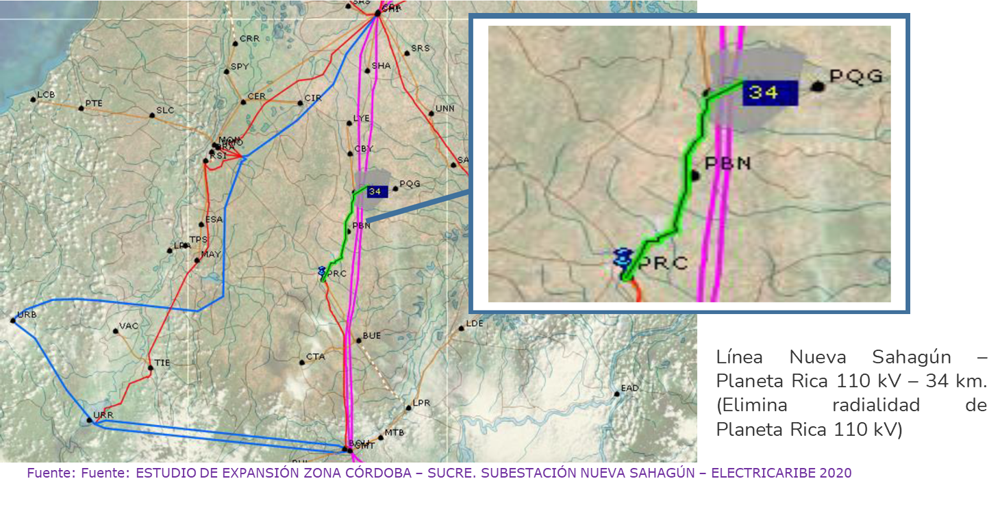 CRR
SRS
SPY
SHA
LCB
PTE
SLC
CER
CIR
UNN
LYE
MON
RSI
CBY
PQG
34
ESA
PBN
TPS
LPA
MAY
PRC
URB
VAC
BUE
LDE
CTA
TIE
EAD
LPR
URR
MTB
PQG
34
PBN
PRC
Línea Nueva Sahagún –
Planeta Rica 110 kV – 34 km.
(Elimina radialidad de
Planeta Rica 110 kV)
Fuente: Fuente: ESTUDIO DE EXPANSIÓN ZONA CÓRDOBA – SUCRE. SUBESTACIÓN NUEVA SAHAGÚN – ELECTRICARIBE 2020